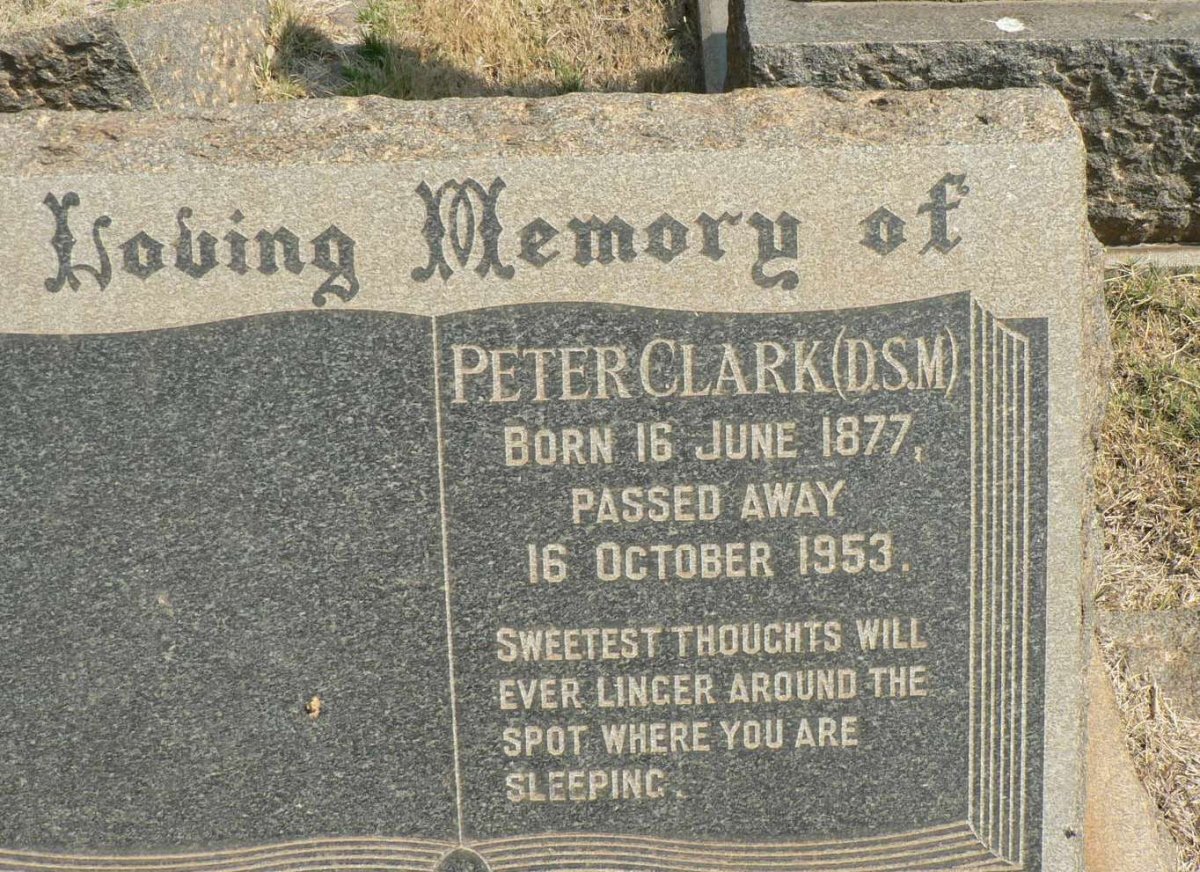 Loving Memory of
PETER CLARK (D.S.M)
BORN 16 JUNE 1877,
PASSED AWAY
16 OCTOBER 1953.
SWEETEST THOUGHTS WILL
EVER LINGER AROUND THE
SPOT WHERE YOU ARE
SLEEPING.